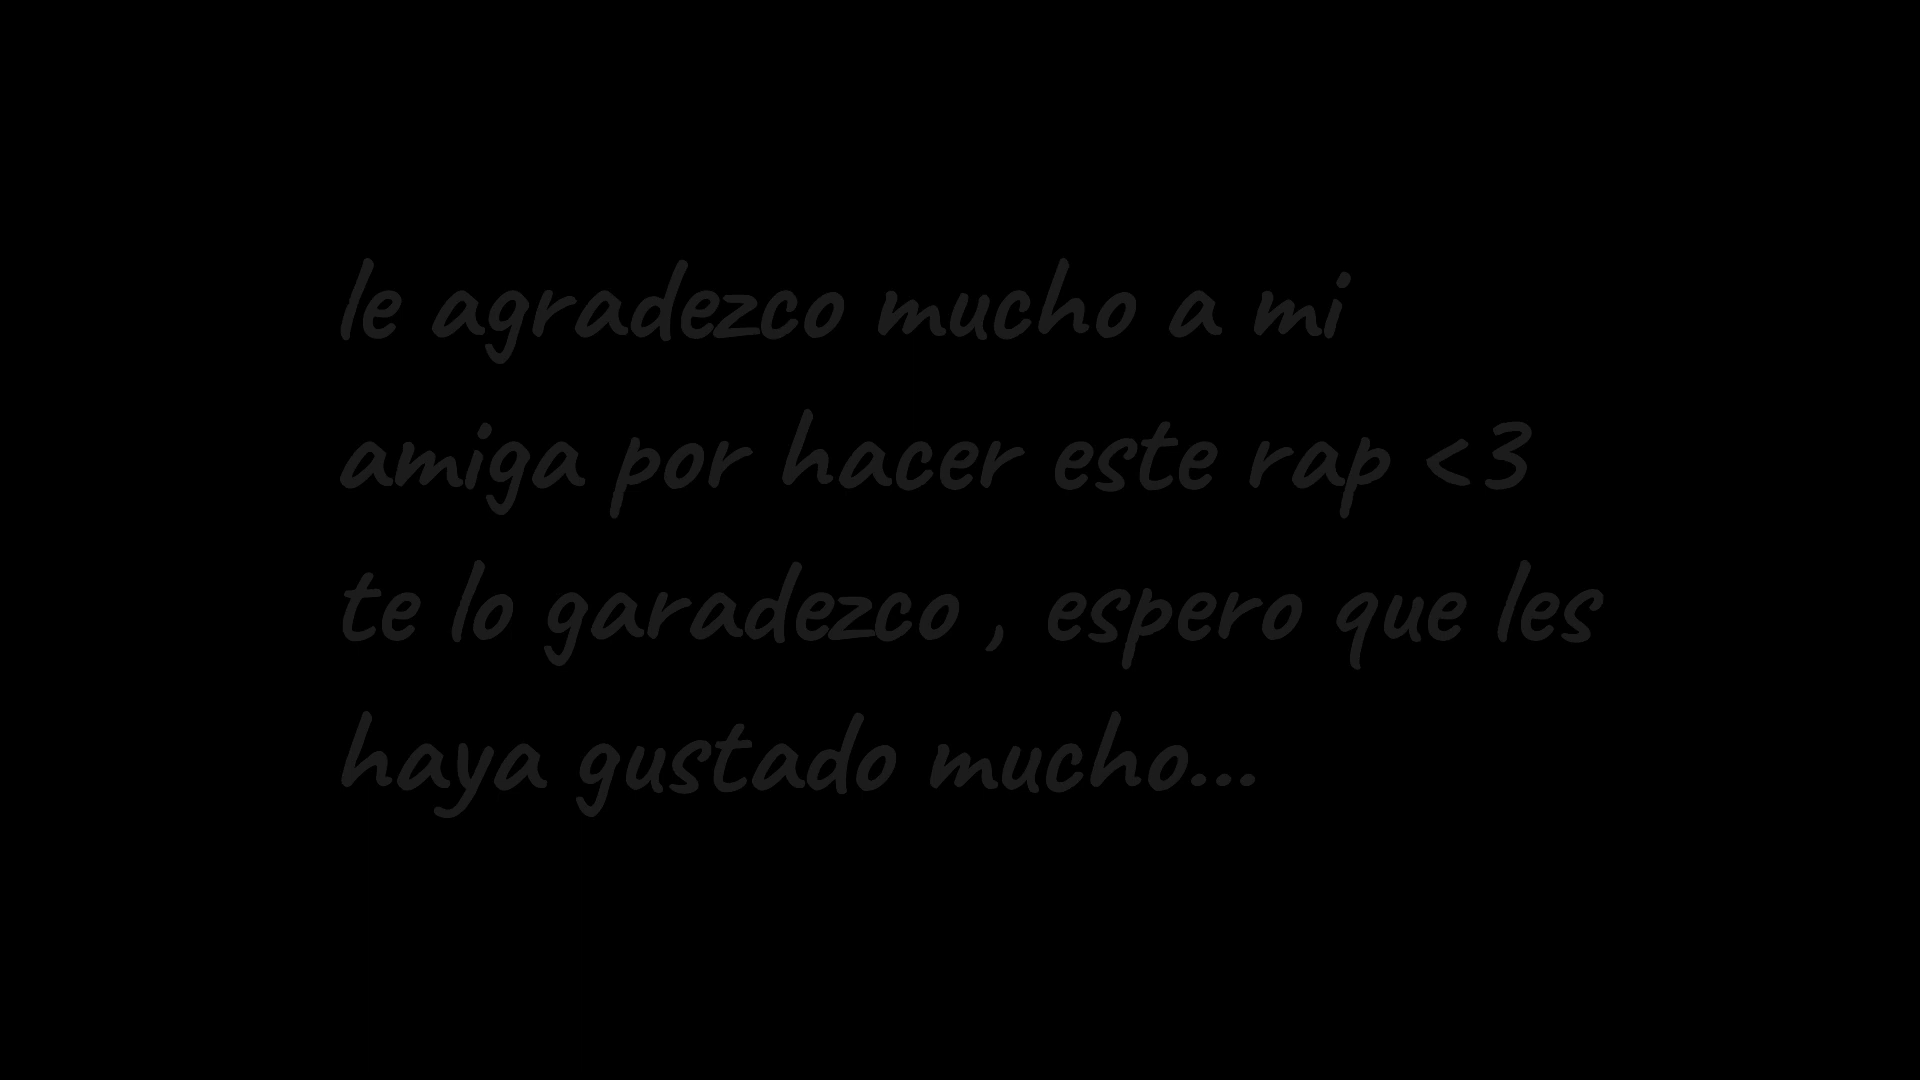 le agradezco mucho a mi
amiga por hacer este rap <3
te lo garadezco , espero que les
haya gustado mucho...